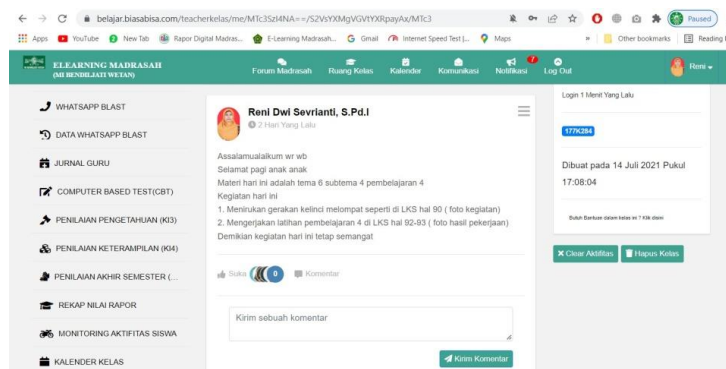 belajar.biasabisa.com/teacherkelas/me/MTc3SzI4NA==/S2VsYXMgVGVtYXRpayAx/MTc3
Paused
Apps YouTube New Tab Rapor Digital Madras... E-Learning Madrasah... Gmail Internet Speed Test |... Maps » Other bookmarks Reading
ELEARNING MADRASAH
(MI BENDILJATI WETAN)
Forum Madrasah Ruang Kelas Kalender Komunikasi Notifikasi Log Out Reni
WHATSAPP BLAST
DATA WHATSAPP BLAST
JURNAL GURU
COMPUTER BASED TEST(CBT)
PENILAIAN PENGETAHUAN (KI3)
PENILAIAN KETERAMPILAN (KI4)
PENILAIAN AKHIR SEMESTER (...
REKAP NILAI RAPOR
MONITORING AKTIFITAS SISWA
KALENDER KELAS
Reni Dwi Sevrianti, S.Pd.I
2 Hari Yang Lalu
Assalamualaikum wr wb
Selamat pagi anak anak
Materi hari ini adalah tema 6 subtema 4 pembelajaran 4
Kegiatan hari ini
1. Menirukan gerakan kelinci melompat seperti di LKS hal 90 ( foto kegiatan)
2. Mengerjakan latihan pembelajaran 4 di LKS hal 92-93 ( foto hasil pekerjaan)
Demikian kegiatan hari ini tetap semangat
Suka 0 Komentar
Kirim sebuah komentar
Kirim Komentar
Login 1 Menit Yang Lalu
177K284
Dibuat pada 14 Juli 2021 Pukul
17:08:04
Butuh Bantuan dalam kelas ini ? Klik disini
Clear Aktifitas Hapus Kelas